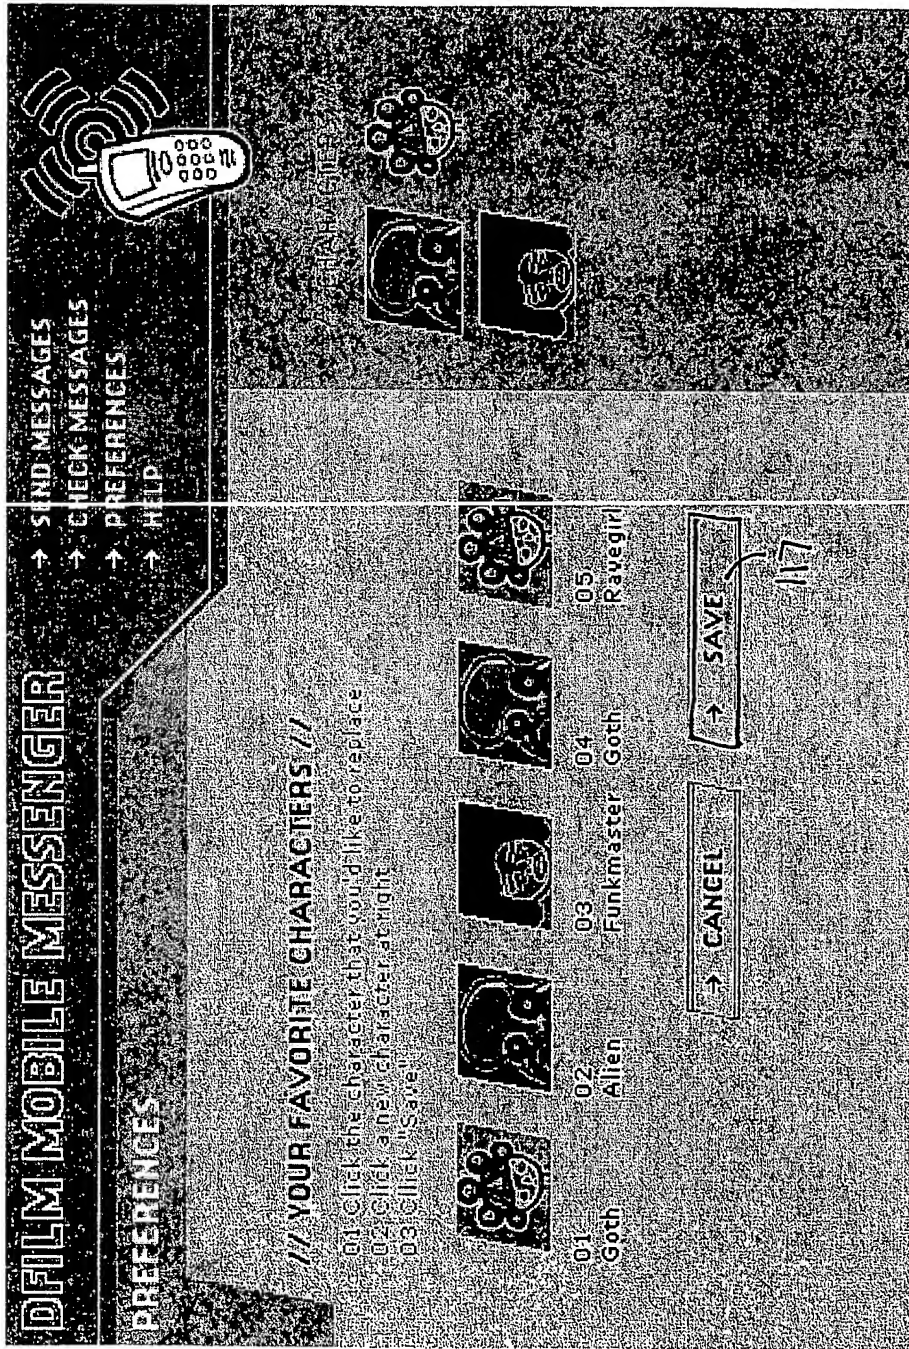 DFILM MOBILE MESSENGER
→ SEND MESSAGES
→ CHECK MESSAGES
→ PREFERENCES
→ HELP
PREFERENCES
/// YOUR FAVORITE CHARACTERS //
01 Click the character that you'd like to replace
02 Click a new character at right
03 Click "Save"
01 Goth
02 Alien
03 Funkmaster
04 Goth
05 Ravegirl
→ CANCEL
→ SAVE
117